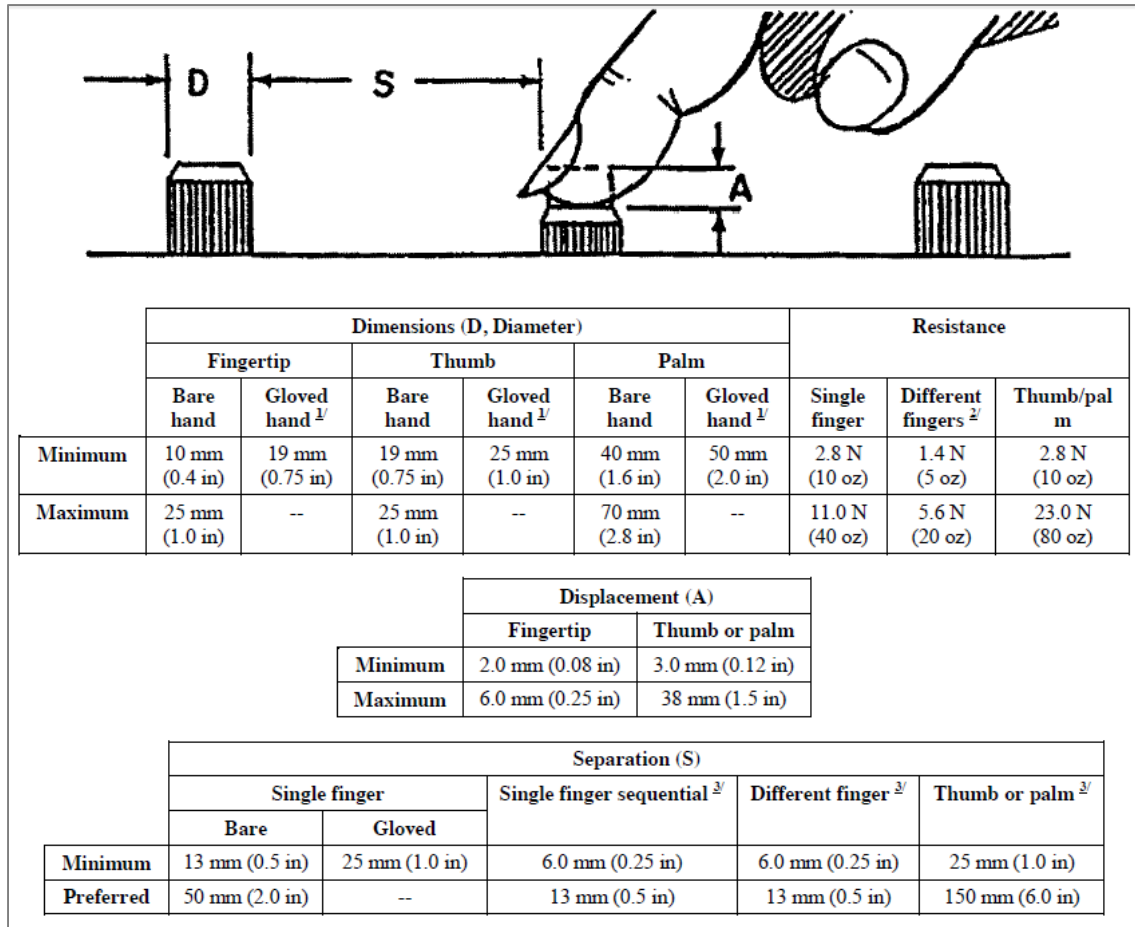 D
S
A
Dimensions (D, Diameter) Resistance
Fingertip Thumb Palm
Bare hand Gloved hand 1/ Bare hand Gloved hand 1/ Bare hand Gloved hand 1/ Single finger Different fingers 2/ Thumb/pal m
Minimum 10 mm (0.4 in) 19 mm (0.75 in) 19 mm (0.75 in) 25 mm (1.0 in) 40 mm (1.6 in) 50 mm (2.0 in) 2.8 N (10 oz) 1.4 N (5 oz) 2.8 N (10 oz)
Maximum 25 mm (1.0 in) -- 25 mm (1.0 in) -- 70 mm (2.8 in) -- 11.0 N (40 oz) 5.6 N (20 oz) 23.0 N (80 oz)
Displacement (A)
Fingertip Thumb or palm
Minimum 2.0 mm (0.08 in) 3.0 mm (0.12 in)
Maximum 6.0 mm (0.25 in) 38 mm (1.5 in)
Separation (S)
Single finger Single finger sequential 3/ Different finger 3/ Thumb or palm 3/
Bare Gloved
Minimum 13 mm (0.5 in) 25 mm (1.0 in) 6.0 mm (0.25 in) 6.0 mm (0.25 in) 25 mm (1.0 in)
Preferred 50 mm (2.0 in) -- 13 mm (0.5 in) 13 mm (0.5 in) 150 mm (6.0 in)